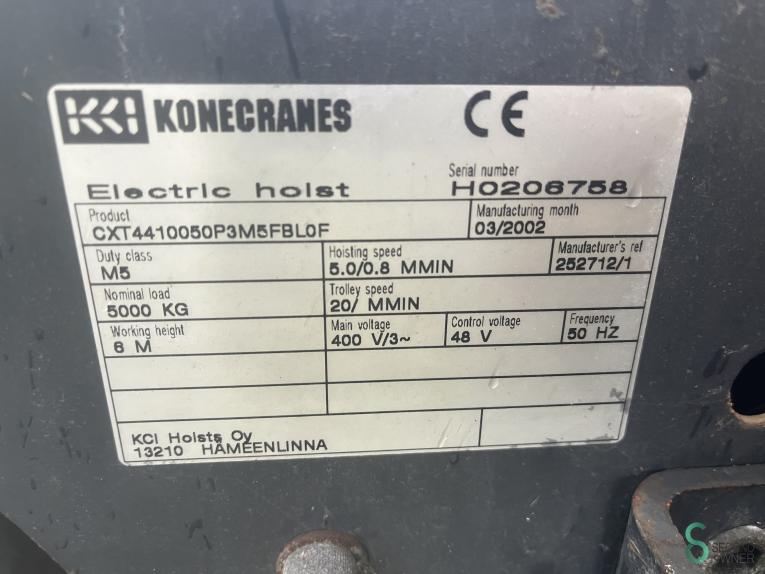 KCI KONECRANES CE
Serial number
Electric hoist H0206758
Product Manufacturing month
CXT4410050P3M5FBL0F 03/2002
Duty class Hoisting speed Manufacturer's ref
M5 5.0/0.8 MMIN 252712/1
Nominal load Trolley speed
5000 KG 20/ MMIN
Working height Main voltage Control voltage Frequency
6 M 400 V/3~ 48 V 50 HZ
KCI Hoists Oy
13210 HÄMEENLINNA
SECOND
OWNER